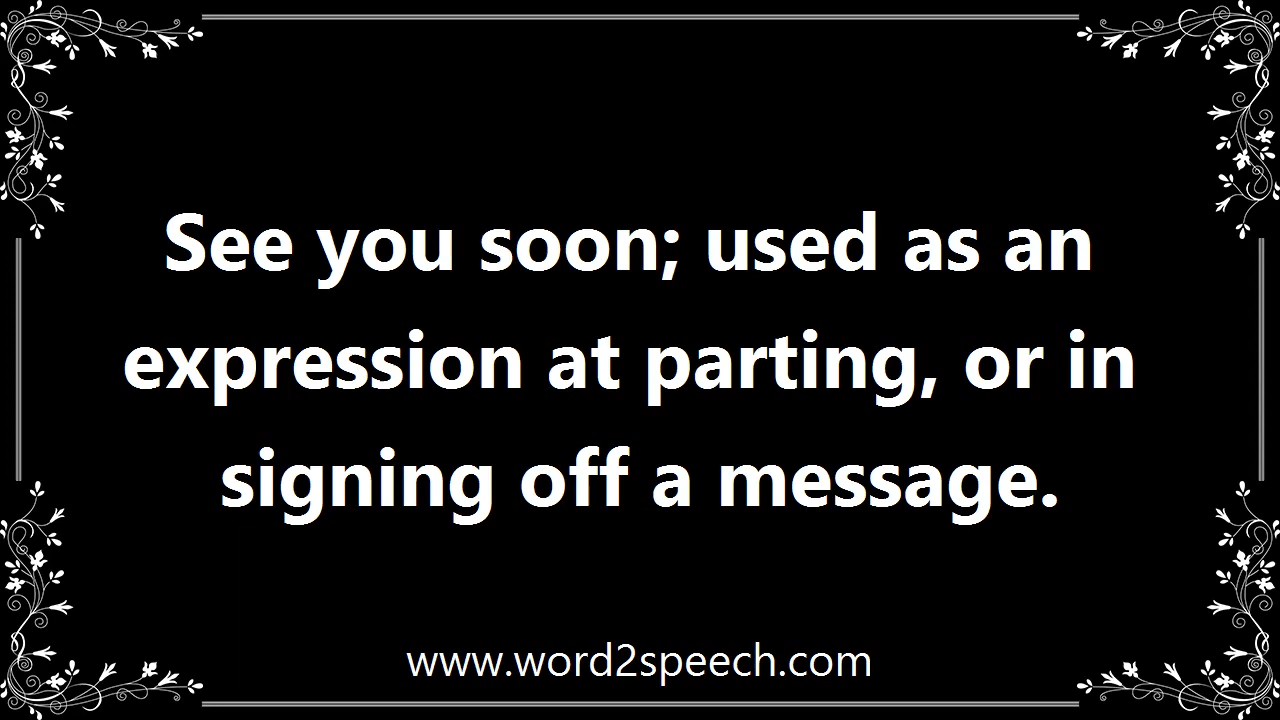 See you soon; used as an
expression at parting, or in
signing off a message.
www.word2speech.com